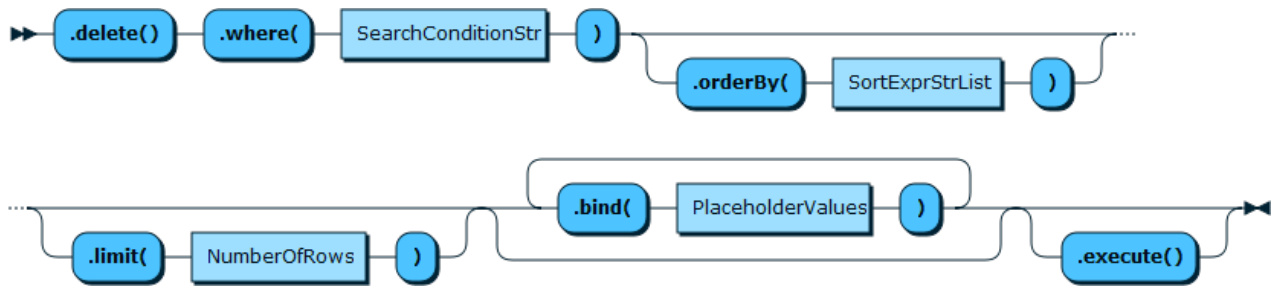 .delete() .where( SearchConditionStr )
.orderBy( SortExprStrList )
.bind( PlaceholderValues )
.limit( NumberOfRows ) .execute()